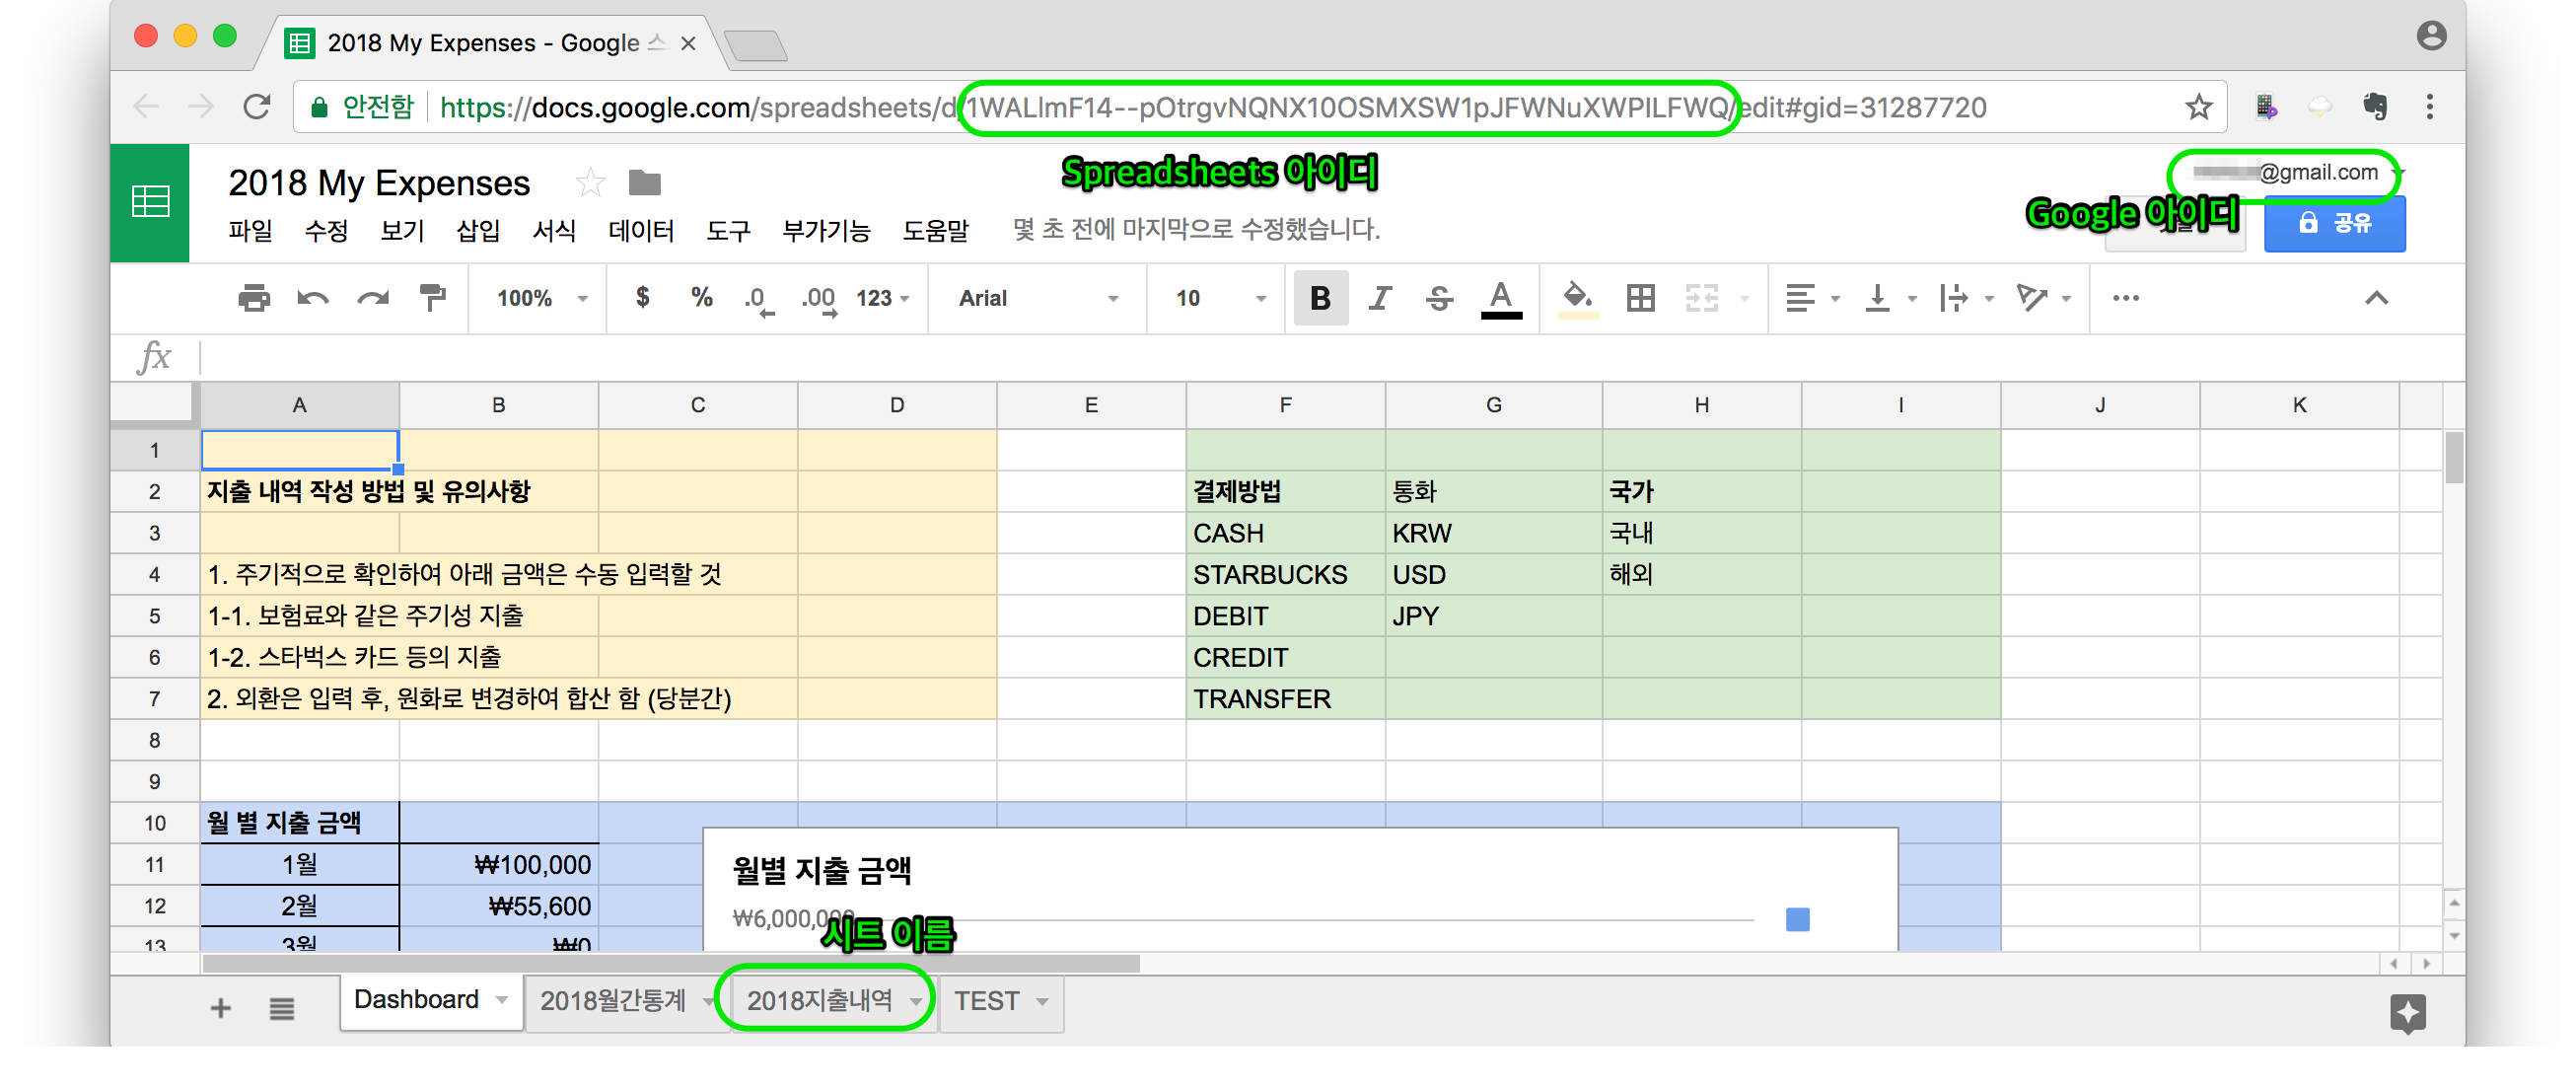 2018 My Expenses - Google 스
안전함 https://docs.google.com/spreadsheets/d/1WALlmF14--pOtrgvNQNX10OSMXSW1pJFWNuXWPILFWQ/edit#gid=31287720
Spreadsheets 아이디
@gmail.com
2018 My Expenses
Google 아이디
공유
파일 수정 보기 삽입 서식 데이터 도구 부가기능 도움말 몇 초 전에 마지막으로 수정했습니다.
100% $ % .0 .00 123 Arial 10 B I S A
fx
A B C D E F G H I J K
1
2 지출 내역 작성 방법 및 유의사항 결제방법 통화 국가
3 CASH KRW 국내
4 1. 주기적으로 확인하여 아래 금액은 수동 입력할 것 STARBUCKS USD 해외
5 1-1. 보험료와 같은 주기성 지출 DEBIT JPY
6 1-2. 스타벅스 카드 등의 지출 CREDIT
7 2. 외환은 입력 후, 원화로 변경하여 합산 함 (당분간) TRANSFER
8
9
10 월 별 지출 금액
11 1월 ₩100,000 월별 지출 금액
12 2월 ₩55,600 ₩6,000,000
13 3월 ₩0
시트 이름
Dashboard 2018월간통계 2018지출내역 TEST